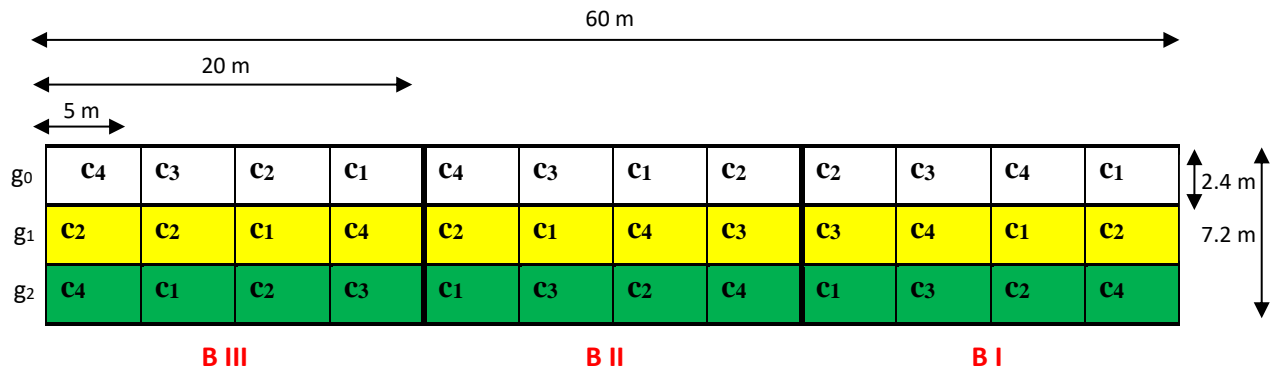 60 m
20 m
5 m
g0 c4 c3 c2 c1 c4 c3 c1 c2 c2 c3 c4 c1 2.4 m
g1 c2 c2 c1 c4 c2 c1 c4 c3 c3 c4 c1 c2 7.2 m
g2 c4 c1 c2 c3 c1 c3 c2 c4 c1 c3 c2 c4
B III B II B I